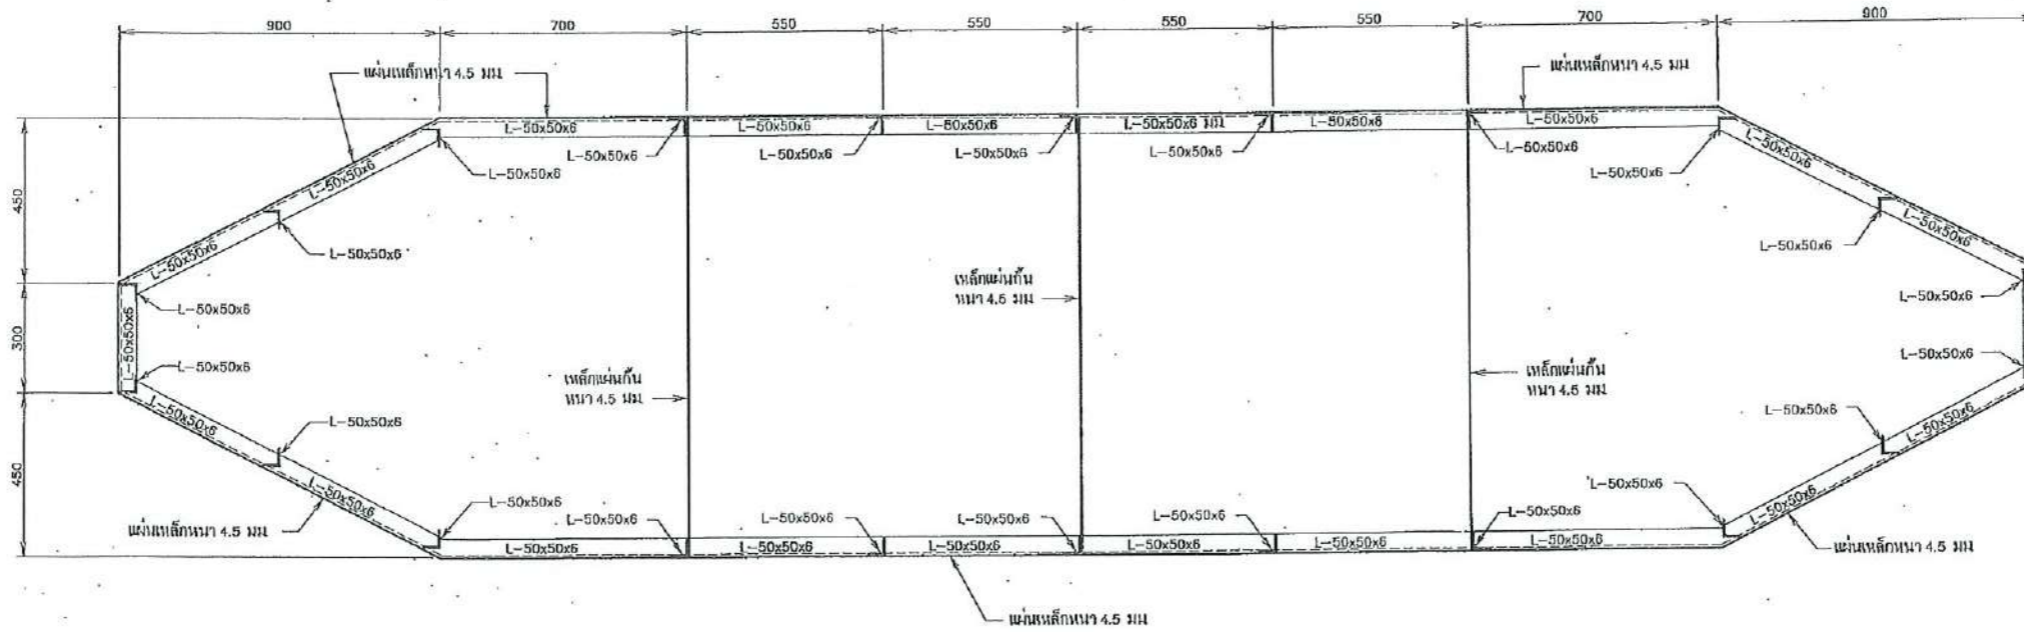 900 700 550 550 550 550 700 900
แผ่นเหล็กหนา 4.5 มม. แผ่นเหล็กหนา 4.5 มม
L-50x50x6 L-50x50x6 L-50x50x6 L-50x50x6 มม. L-50x50x6 L-50x50x6
L-50x50x6 L-50x50x6 L-50x50x6 L-50x50x6 L-50x50x6
L-50x50x6 L-50x50x6
L-50x50x6 L-50x50x6
450
L-50x50x6 L-50x50x6
L-50x50x6 L-50x50x6
เหล็กแผ่นกั้น
หนา 4.5 มม.
L-50x50x6 L-50x50x6
300
L-50x50x6
L-50x50x6 L-50x50x6
เหล็กแผ่นกั้น
หนา 4.5 มม.
เหล็กแผ่นกั้น
หนา 4.5 มม
L-50x50x6 L-50x50x6
L-50x50x6 L-50x50x6
450
L-50x50x6 L-50x50x6
L-50x50x6 L-50x50x6 L-50x50x6
L-50x50x6 L-50x50x6 L-50x50x6 L-50x50x6
L-50x50x6 L-50x50x6 L-50x50x6 L-50x50x6 L-50x50x6 L-50x50x6
แผ่นเหล็กหนา 4.5 มม. แผ่นเหล็กหนา 4.5 มม
แผ่นเหล็กหนา 4.5 มม